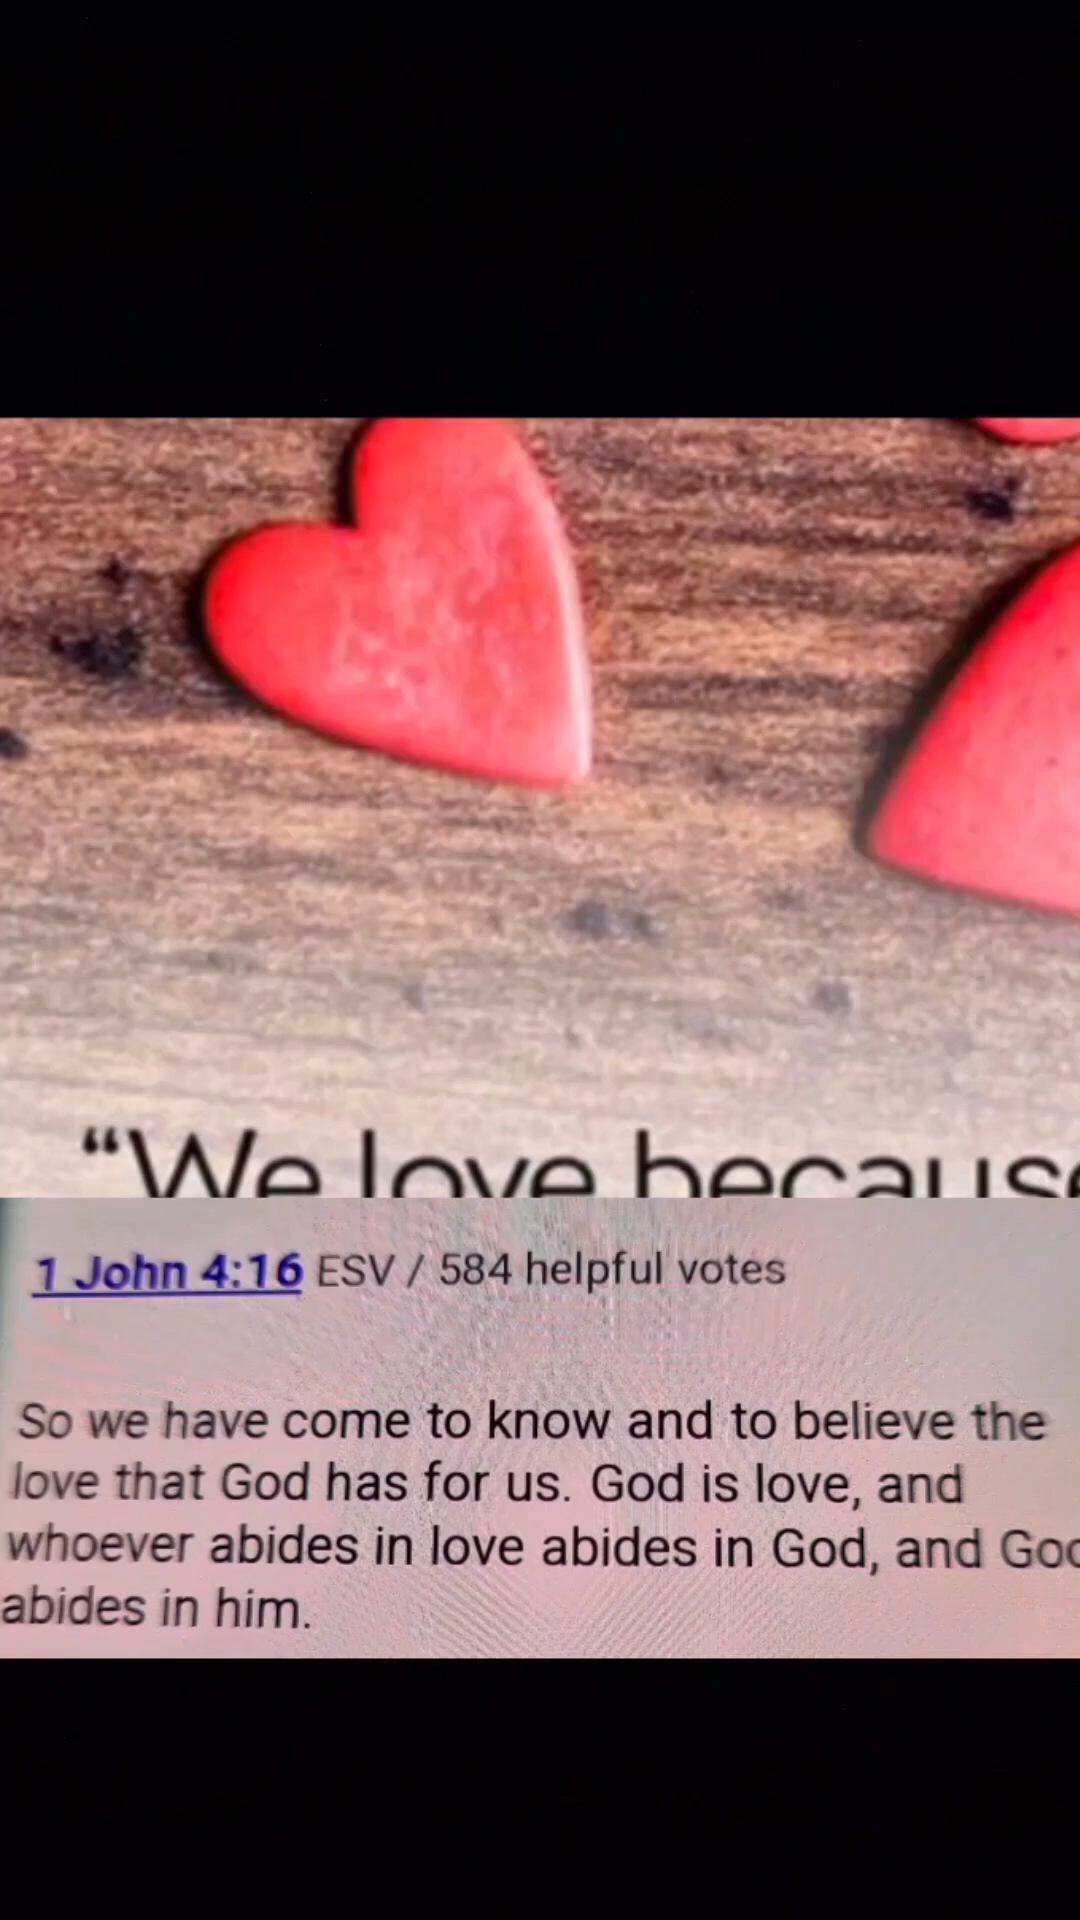 “We love because
1 John 4:16 ESV / 584 helpful votes
So we have come to know and to believe the
love that God has for us. God is love, and
whoever abides in love abides in God, and God
abides in him.